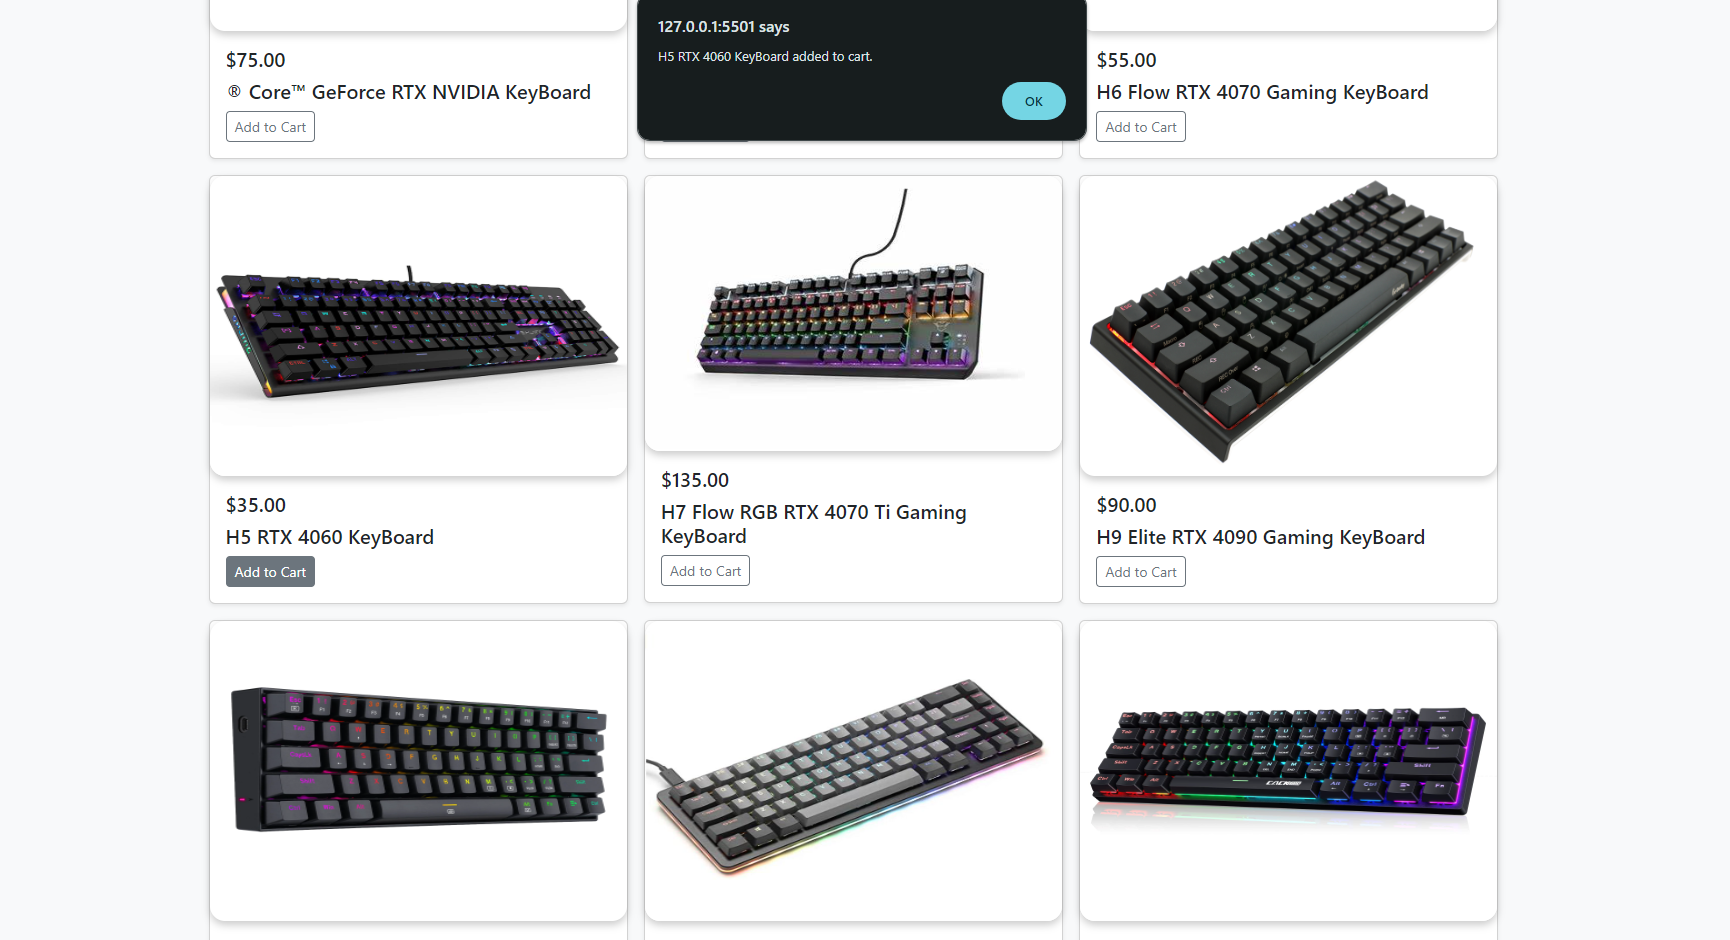 127.0.0.1:5501 says
H5 RTX 4060 KeyBoard added to cart.
OK
$75.00
® Core™ GeForce RTX NVIDIA KeyBoard
Add to Cart
$55.00
H6 Flow RTX 4070 Gaming KeyBoard
Add to Cart
$35.00
H5 RTX 4060 KeyBoard
Add to Cart
$135.00
H7 Flow RGB RTX 4070 Ti Gaming
KeyBoard
Add to Cart
$90.00
H9 Elite RTX 4090 Gaming KeyBoard
Add to Cart